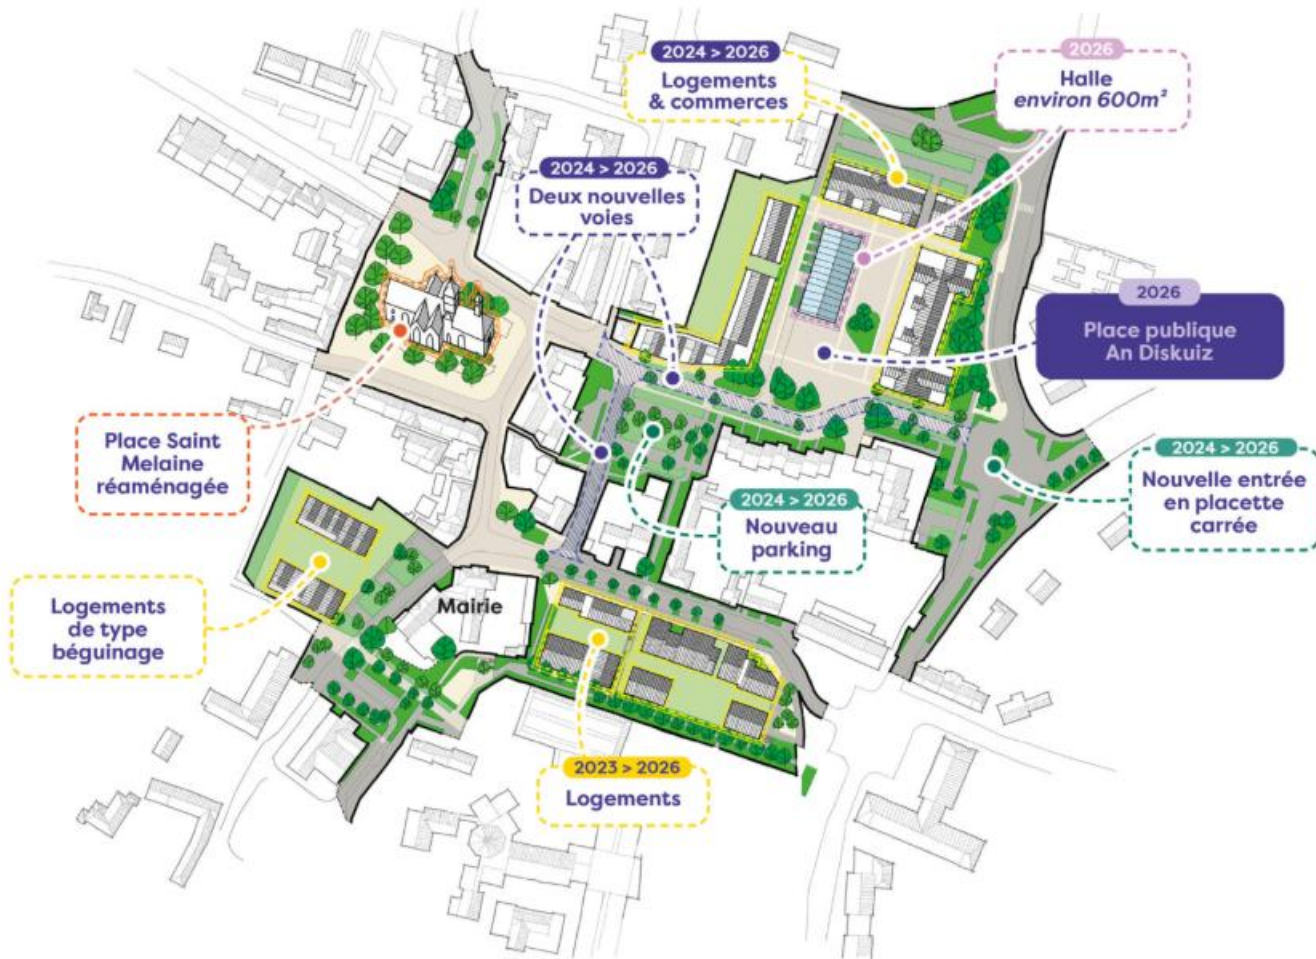 2024 > 2026
Logements
& commerces
2026
Halle
environ 600m²
2024 > 2026
Deux nouvelles
voies
2026
Place publique
An Diskuiz
Place Saint
Melaine
réaménagée
2024 > 2026
Nouvelle entrée
en placette
carrée
2024 > 2026
Nouveau
parking
Logements
de type
béguinage
Mairie
2023 > 2026
Logements